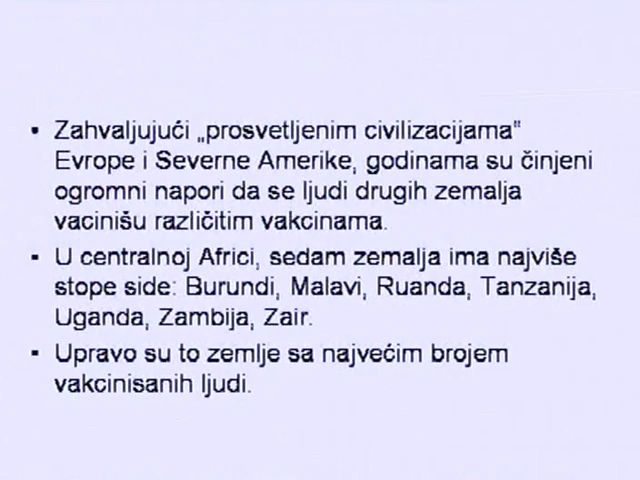 ▪ Zahvaljujući „prosvetljenim civilizacijama“
Evrope i Severne Amerike, godinama su činjeni
ogromni napori da se ljudi drugih zemalja
vacinišu različitim vakcinama.
▪ U centralnoj Africi, sedam zemalja ima najviše
stope side: Burundi, Malavi, Ruanda, Tanzanija,
Uganda, Zambija, Zair.
▪ Upravo su to zemlje sa najvećim brojem
vakcinisanih ljudi.